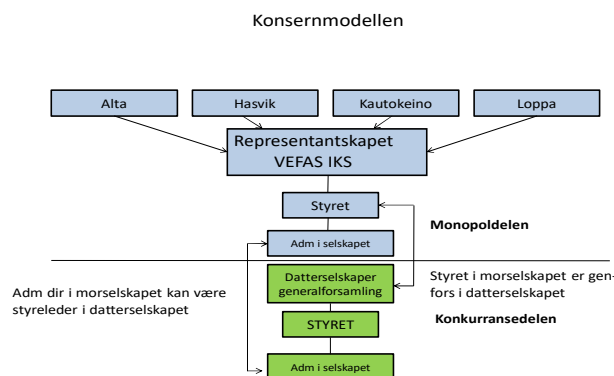 Konsernmodellen
Alta
Hasvik
Kautokeino
Loppa
Representantskapet
VEFAS IKS
Styret
Monopoldelen
Adm i selskapet
Datterselskaper
generalforsamling
Styret i morselskapet er gen-
fors i datterselskapet
Adm dir i morselskapet kan være
styreleder i datterselskapet
STYRET
Konkurransedelen
Adm i selskapet